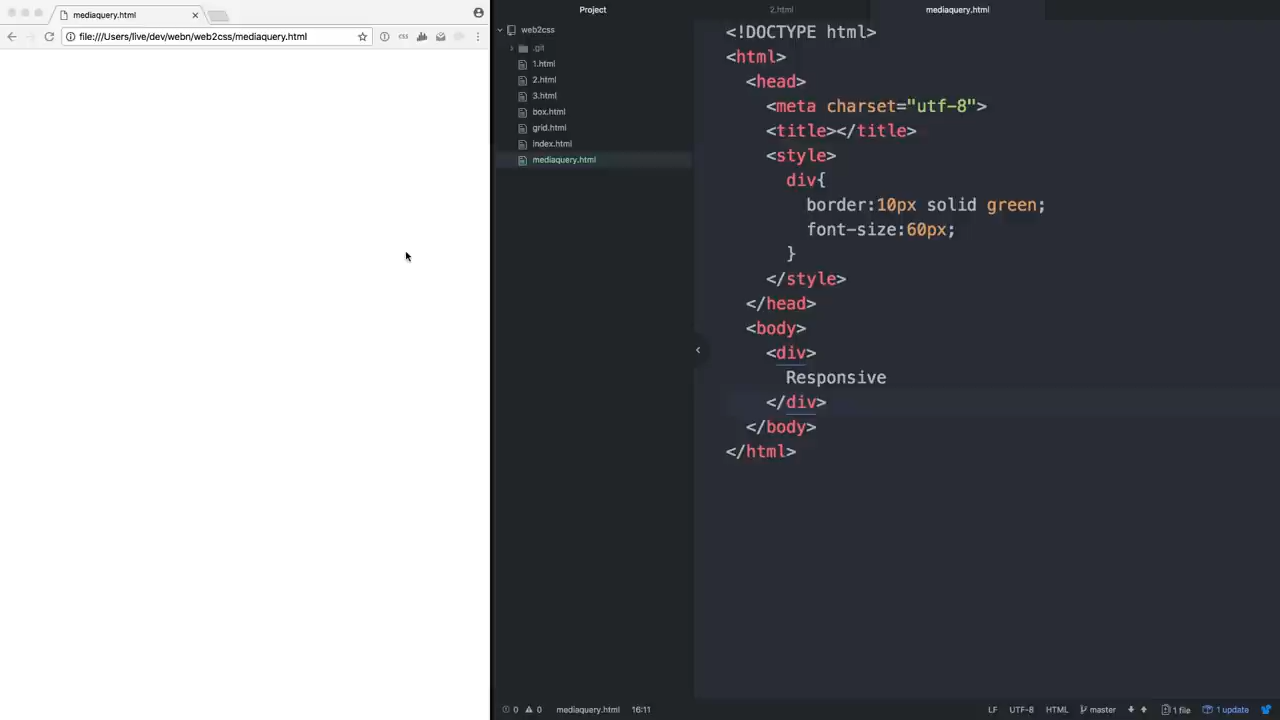 mediaquery.html
file:///Users/live/dev/webn/web2css/mediaquery.html
Project
web2css
.git
1.html
2.html
3.html
box.html
grid.html
index.html
mediaquery.html
2.html
mediaquery.html
<!DOCTYPE html>
<html>
<head>
<meta charset="utf-8">
<title></title>
<style>
div{
border:10px solid green;
font-size:60px;
}
</style>
</head>
<body>
<div>
Responsive
</div>
</body>
</html>
0 0 mediaquery.html 16:11
LF UTF-8 HTML master 1 file 1 update